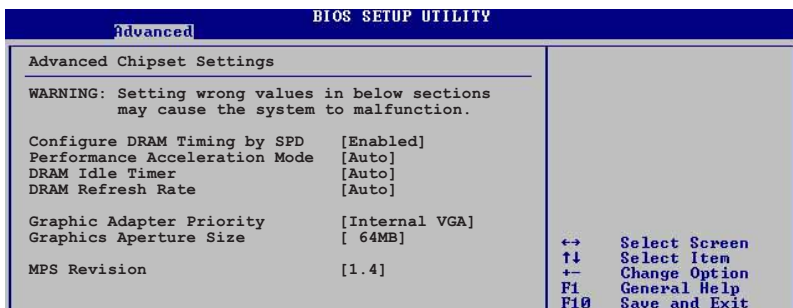 BIOS SETUP UTILITY
Advanced
Advanced Chipset Settings
WARNING: Setting wrong values in below sections
may cause the system to malfunction.
Configure DRAM Timing by SPD [Enabled]
Performance Acceleration Mode [Auto]
DRAM Idle Timer [Auto]
DRAM Refresh Rate [Auto]
Graphic Adapter Priority [Internal VGA]
Graphics Aperture Size [ 64MB]
MPS Revision [1.4]
←→ Select Screen
↑↓ Select Item
+- Change Option
F1 General Help
F10 Save and Exit